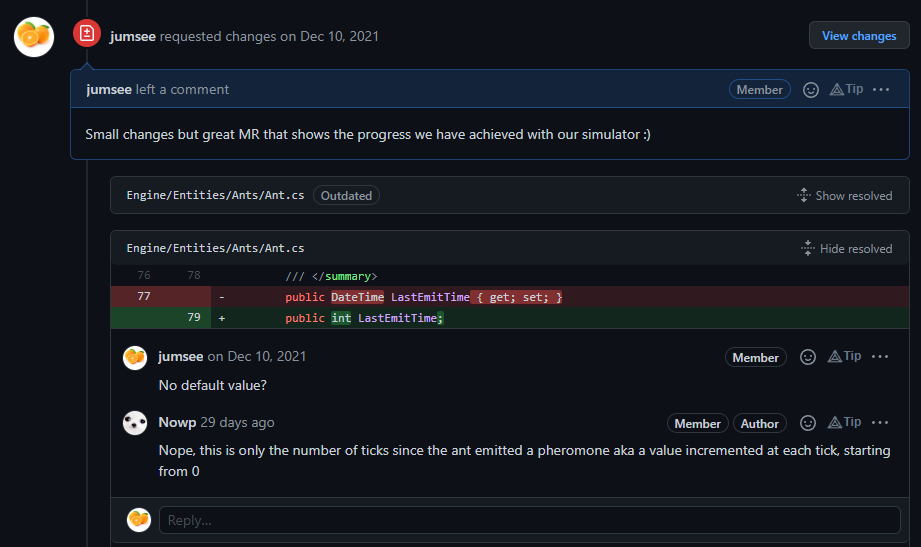 jumsee requested changes on Dec 10, 2021
View changes
jumsee left a comment
Member
Tip
Small changes but great MR that shows the progress we have achieved with our simulator :)
Engine/Entities/Ants/Ant.cs
Outdated
Show resolved
Engine/Entities/Ants/Ant.cs
Hide resolved
76 78 /// </summary>
77 - public DateTime LastEmitTime { get; set; }
79 + public int LastEmitTime;
jumsee on Dec 10, 2021
Member
Tip
No default value?
Nowp 29 days ago
Member
Author
Tip
Nope, this is only the number of ticks since the ant emitted a pheromone aka a value incremented at each tick, starting
from 0
Reply...